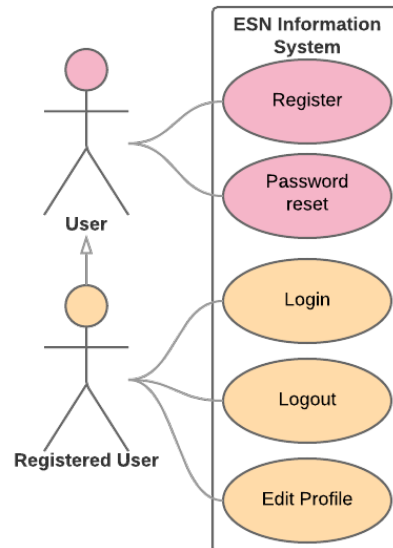 ESN Information
System
Register
Password
reset
User
Login
Logout
Registered User
Edit Profile